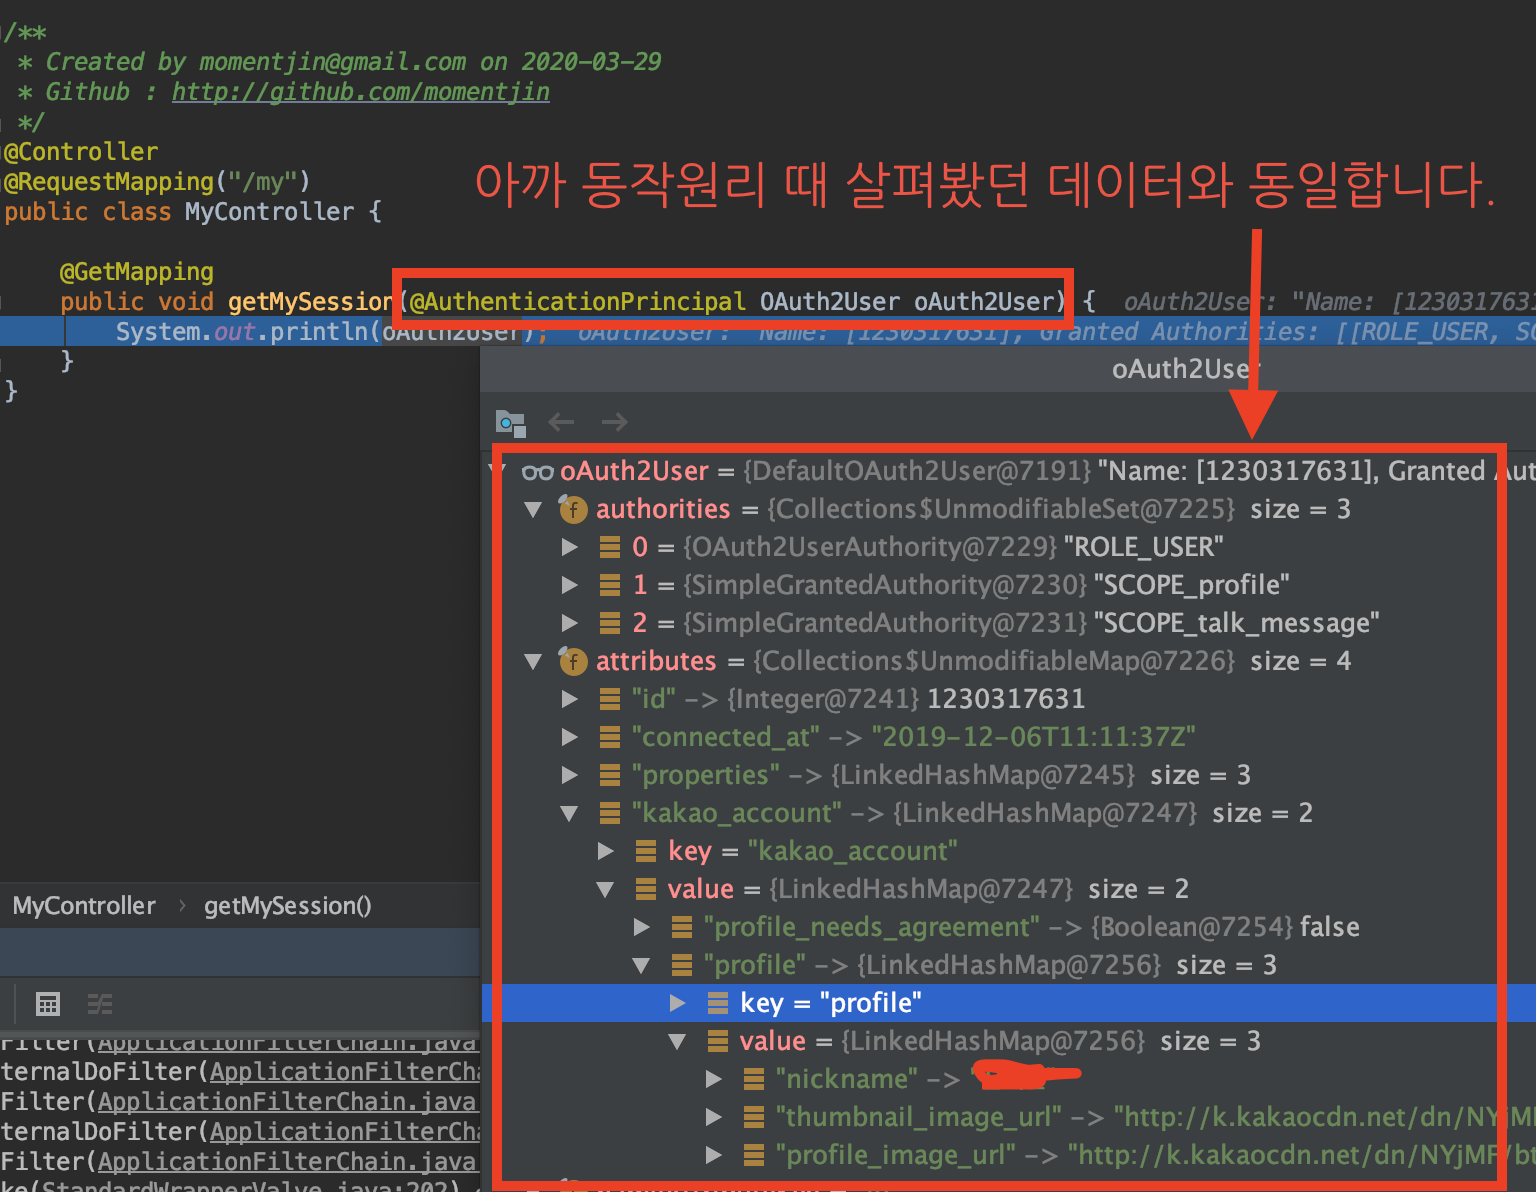 /**
* Created by momentjin@gmail.com on 2020-03-29
* Github : http://github.com/momentjin
*/
@Controller
@RequestMapping("/my")
public class MyController {
아까 동작원리 때 살펴봤던 데이터와 동일합니다.
@GetMapping
public void getMySession(@AuthenticationPrincipal OAuth2User oAuth2User) { oAuth2User: "Name: [1230317631
System.out.println(oAuth2User); oAuth2User: "Name: [1230317631], Granted Authorities: [[ROLE_USER, SC
}
}
oAuth2User
oAuth2User = {DefaultOAuth2User@7191} "Name: [1230317631], Granted Aut
authorities = {Collections$UnmodifiableSet@7225} size = 3
0 = {OAuth2UserAuthority@7229} "ROLE_USER"
1 = {SimpleGrantedAuthority@7230} "SCOPE_profile"
2 = {SimpleGrantedAuthority@7231} "SCOPE_talk_message"
attributes = {Collections$UnmodifiableMap@7226} size = 4
"id" -> {Integer@7241} 1230317631
"connected_at" -> "2019-12-06T11:11:37Z"
"properties" -> {LinkedHashMap@7245} size = 3
"kakao_account" -> {LinkedHashMap@7247} size = 2
key = "kakao_account"
value = {LinkedHashMap@7247} size = 2
"profile_needs_agreement" -> {Boolean@7254} false
"profile" -> {LinkedHashMap@7256} size = 3
key = "profile"
value = {LinkedHashMap@7256} size = 3
"nickname" -> "
"thumbnail_image_url" -> "http://k.kakaocdn.net/dn/NYjMF
"profile_image_url" -> "http://k.kakaocdn.net/dn/NYjMF/bt
MyController › getMySession()
Filter(ApplicationFilterChain.java
ternalDoFilter(ApplicationFilterCha
Filter(ApplicationFilterChain.java
ternalDoFilter(ApplicationFilterCha
Filter(ApplicationFilterChain.java
ke(StandardWrapperValve.java:202)